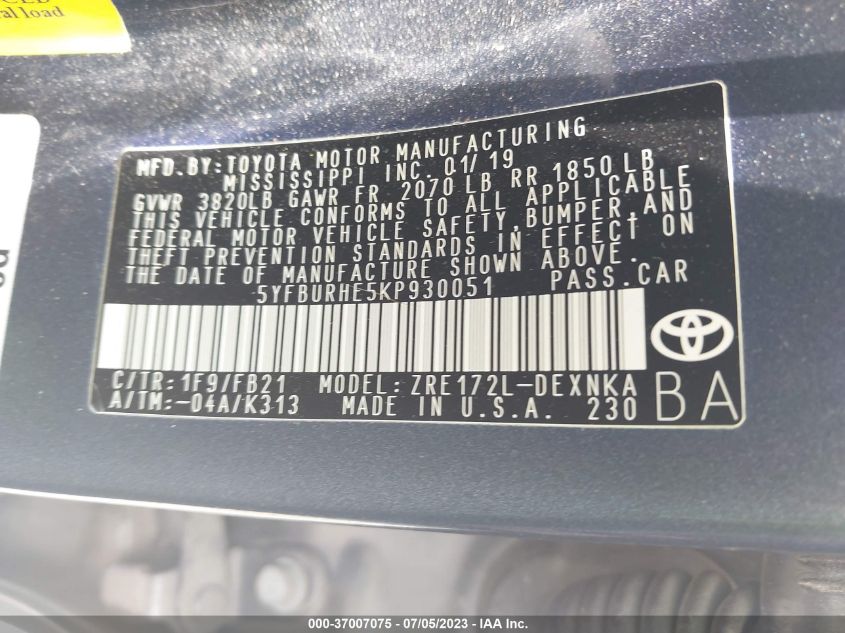 ral load
MFD.BY:TOYOTA MOTOR MANUFACTURING
MISSISSIPPI INC. 01/19
GVWR 3820LB GAWR FR 2070 LB RR 1850 LB
THIS VEHICLE CONFORMS TO ALL APPLICABLE
FEDERAL MOTOR VEHICLE SAFETY, BUMPER, AND
THEFT PREVENTION STANDARDS IN EFFECT ON
THE DATE OF MANUFACTURE SHOWN ABOVE.
5YFBURHE5KP930051 PASS.CAR
C/TR: 1F9/FB21 MODEL: ZRE172L-DEXNKA
A/TM:-04A/K313 MADE IN U.S.A. 230
BA
000-37007075 - 07/05/2023 - IAA Inc.